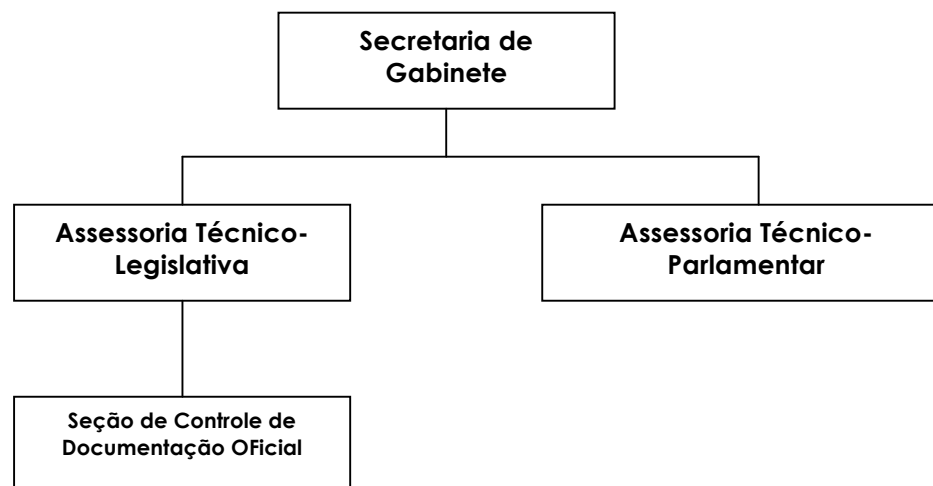 Secretaria de
Gabinete
Assessoria Técnico-
Legislativa
Assessoria Técnico-
Parlamentar
Seção de Controle de
Documentação OFicial